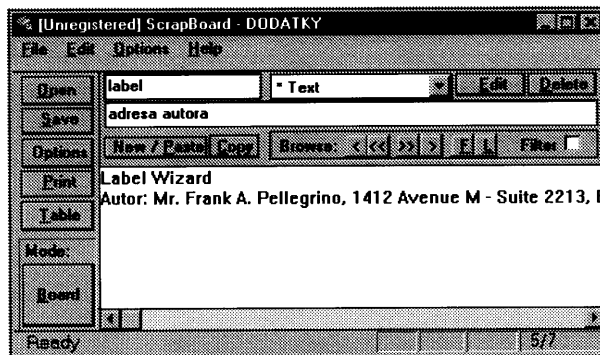 [Unregistered] ScrapBoard - DODATKY
File Edit Options Help
Open label * Text Edit Delete
Save adresa autora
Options New / Paste Copy Browse: < << >> > F L Filter
Print Label Wizard
Autor: Mr. Frank A. Pellegrino, 1412 Avenue M - Suite 2213,
Table
Mode:
Board
Ready 5/7